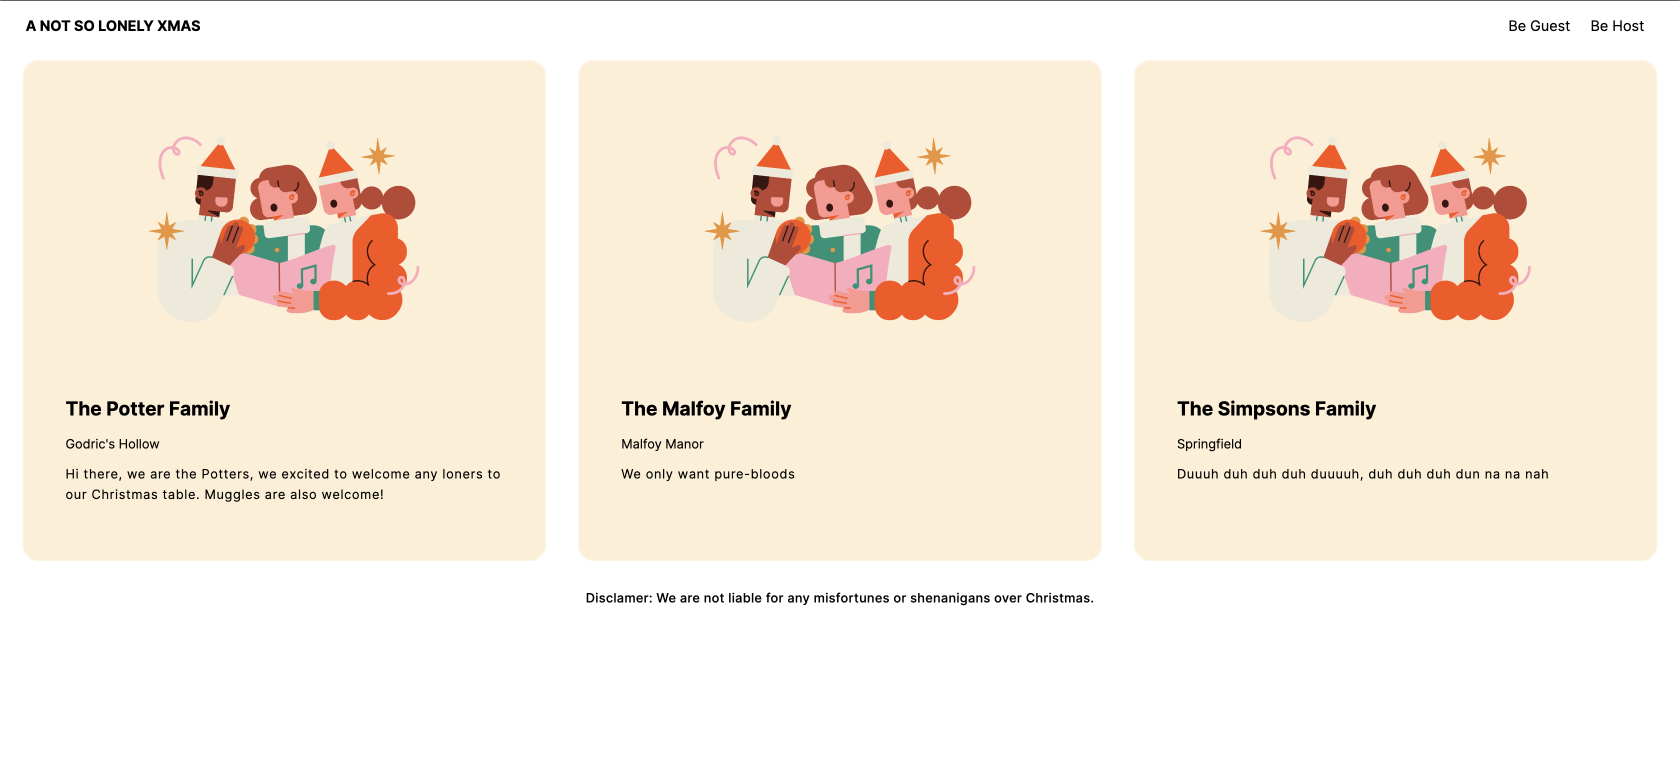 A NOT SO LONELY XMAS
Be Guest Be Host
The Potter Family
Godric's Hollow
Hi there, we are the Potters, we excited to welcome any loners to
our Christmas table. Muggles are also welcome!
The Malfoy Family
Malfoy Manor
We only want pure-bloods
The Simpsons Family
Springfield
Duuuh duh duh duh duuuuh, duh duh duh dun na na nah
Disclamer: We are not liable for any misfortunes or shenanigans over Christmas.